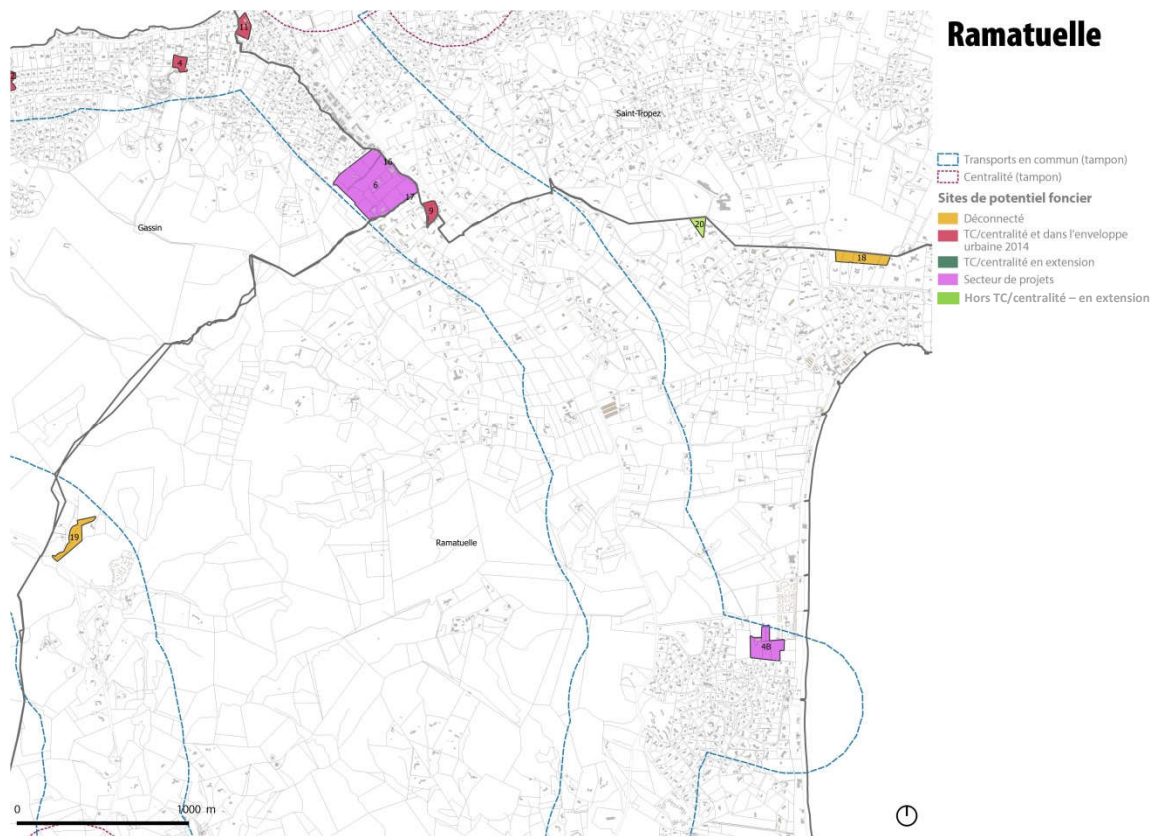 Ramatuelle
11
4
Saint-Tropez
16
6
17
9
Gassin
20
18
Transports en commun (tampon)
Centralité (tampon)
Sites de potentiel foncier
Déconnecté
TC/centralité et dans l'enveloppe
urbaine 2014
TC/centralité en extension
Secteur de projets
Hors TC/centralité – en extension
19
Ramatuelle
4B
0 1000 m